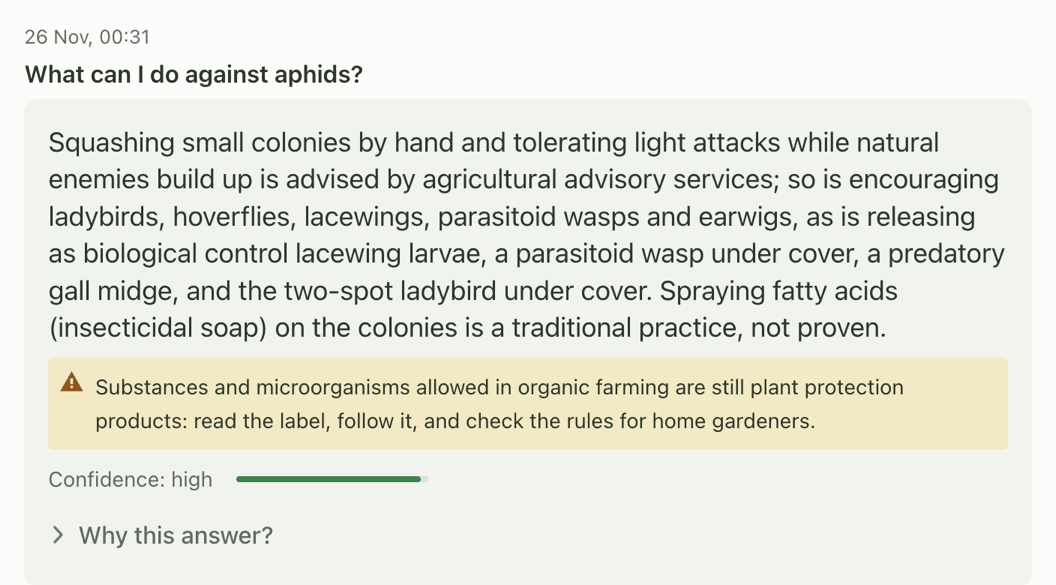 26 Nov, 00:31
What can I do against aphids?
Squashing small colonies by hand and tolerating light attacks while natural
enemies build up is advised by agricultural advisory services; so is encouraging
ladybirds, hoverflies, lacewings, parasitoid wasps and earwigs, as is releasing
as biological control lacewing larvae, a parasitoid wasp under cover, a predatory
gall midge, and the two-spot ladybird under cover. Spraying fatty acids
(insecticidal soap) on the colonies is a traditional practice, not proven.
Substances and microorganisms allowed in organic farming are still plant protection
products: read the label, follow it, and check the rules for home gardeners.
Confidence: high
Why this answer?